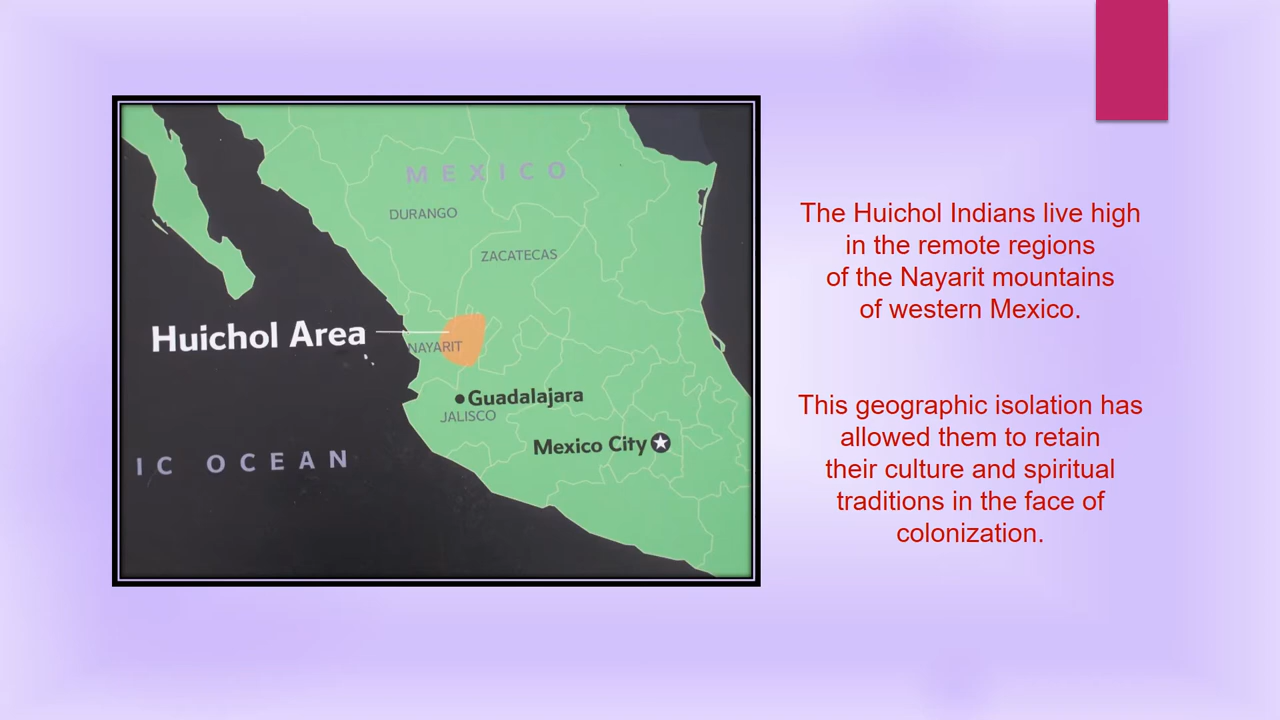 MEXICO
DURANGO
ZACATECAS
Huichol Area
NAYARIT
Guadalajara
JALISCO
Mexico City
IC OCEAN
The Huichol Indians live high
in the remote regions
of the Nayarit mountains
of western Mexico.
This geographic isolation has
allowed them to retain
their culture and spiritual
traditions in the face of
colonization.